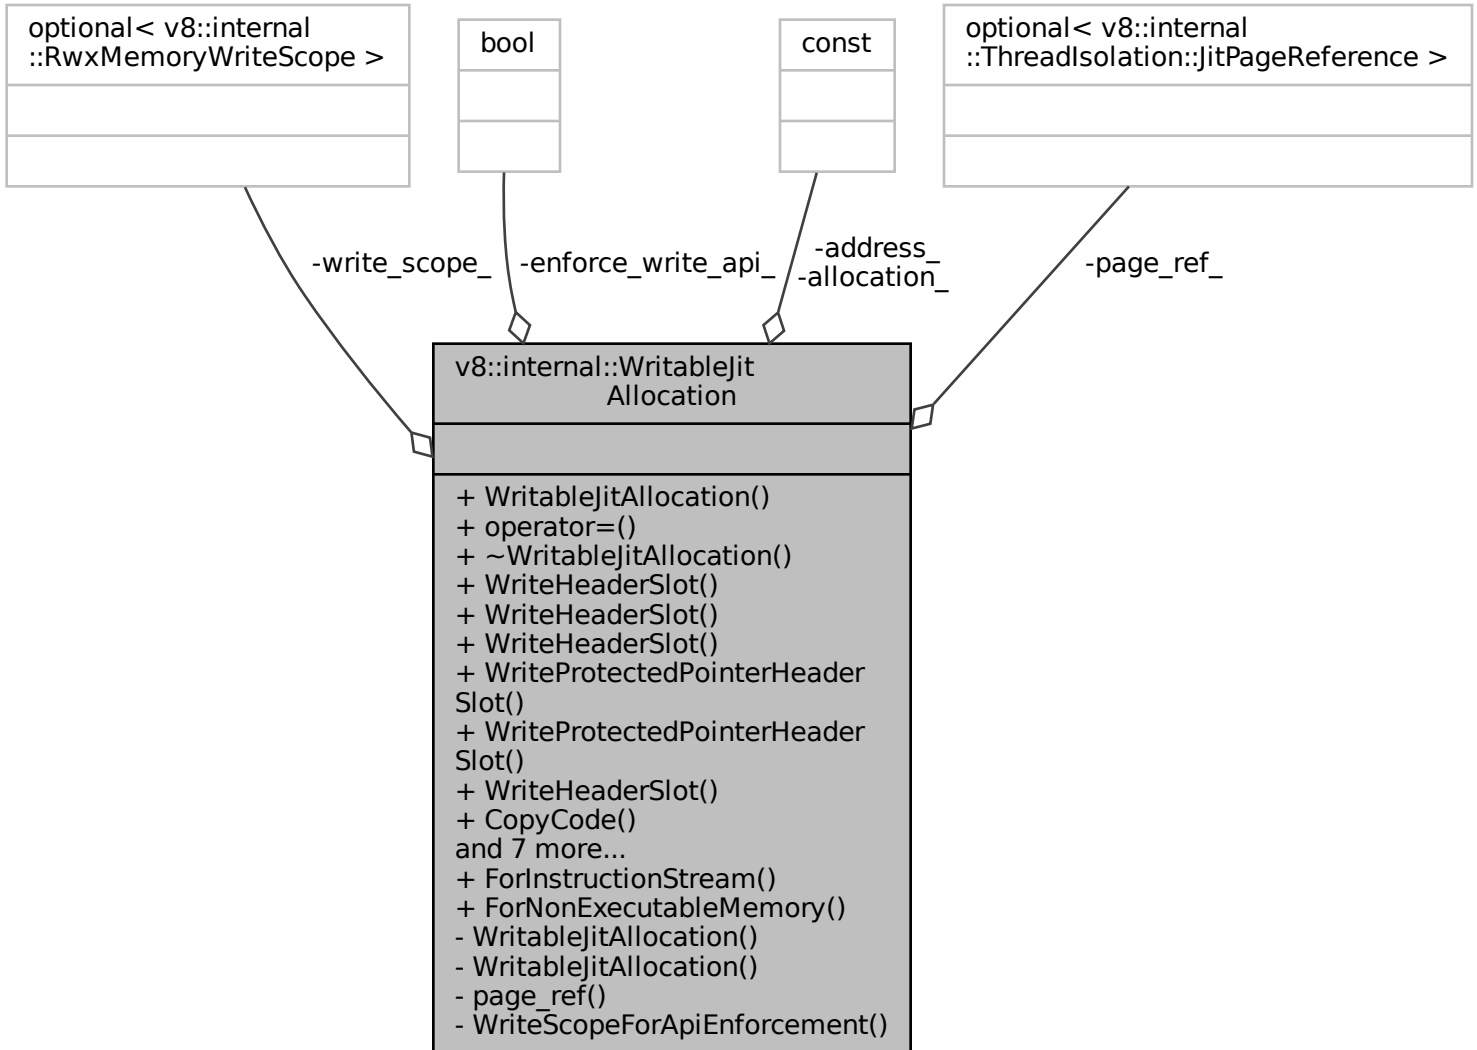 optional< v8::internal
::RwxMemoryWriteScope >
bool
const
optional< v8::internal
::ThreadIsolation::JitPageReference >
-write_scope_
-enforce_write_api_
-address_
-allocation_
-page_ref_
v8::internal::WritableJit
Allocation
+ WritableJitAllocation()
+ operator=()
+ ~WritableJitAllocation()
+ WriteHeaderSlot()
+ WriteHeaderSlot()
+ WriteHeaderSlot()
+ WriteProtectedPointerHeader
Slot()
+ WriteProtectedPointerHeader
Slot()
+ WriteHeaderSlot()
+ CopyCode()
and 7 more...
+ ForInstructionStream()
+ ForNonExecutableMemory()
- WritableJitAllocation()
- WritableJitAllocation()
- page_ref()
- WriteScopeForApiEnforcement()